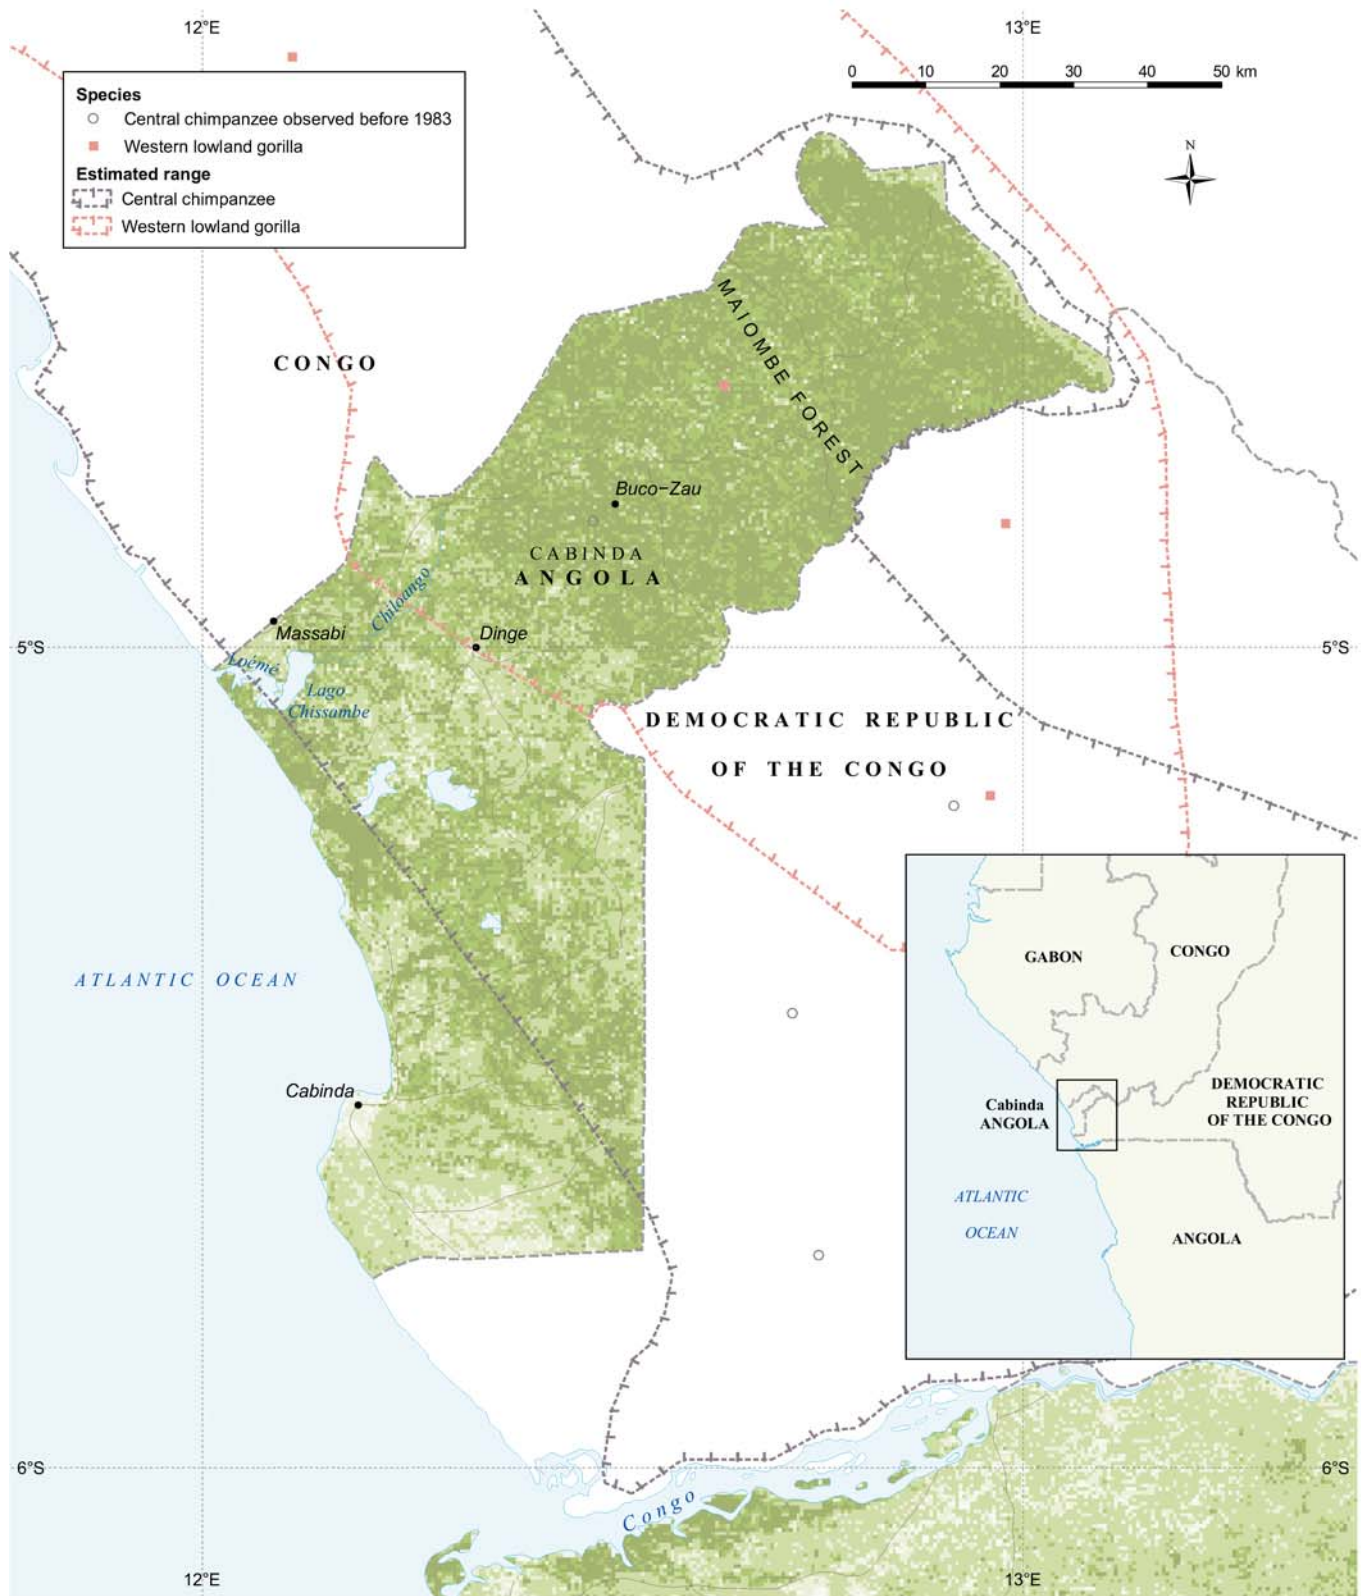 12°E
13°E
0 10 20 30 40 50 km
Species
Central chimpanzee observed before 1983
Western lowland gorilla
Estimated range
Central chimpanzee
Western lowland gorilla
N
MAIOMBE FOREST
CONGO
Buco-Zau
CABINDA
ANGOLA
Chiloango
Massabi
Dinge
5°S
5°S
Loémé
Lago
Chissambe
DEMOCRATIC REPUBLIC
OF THE CONGO
ATLANTIC OCEAN
Cabinda
GABON
CONGO
Cabinda
ANGOLA
DEMOCRATIC
REPUBLIC
OF THE CONGO
ATLANTIC
OCEAN
ANGOLA
6°S
6°S
Congo
12°E
13°E